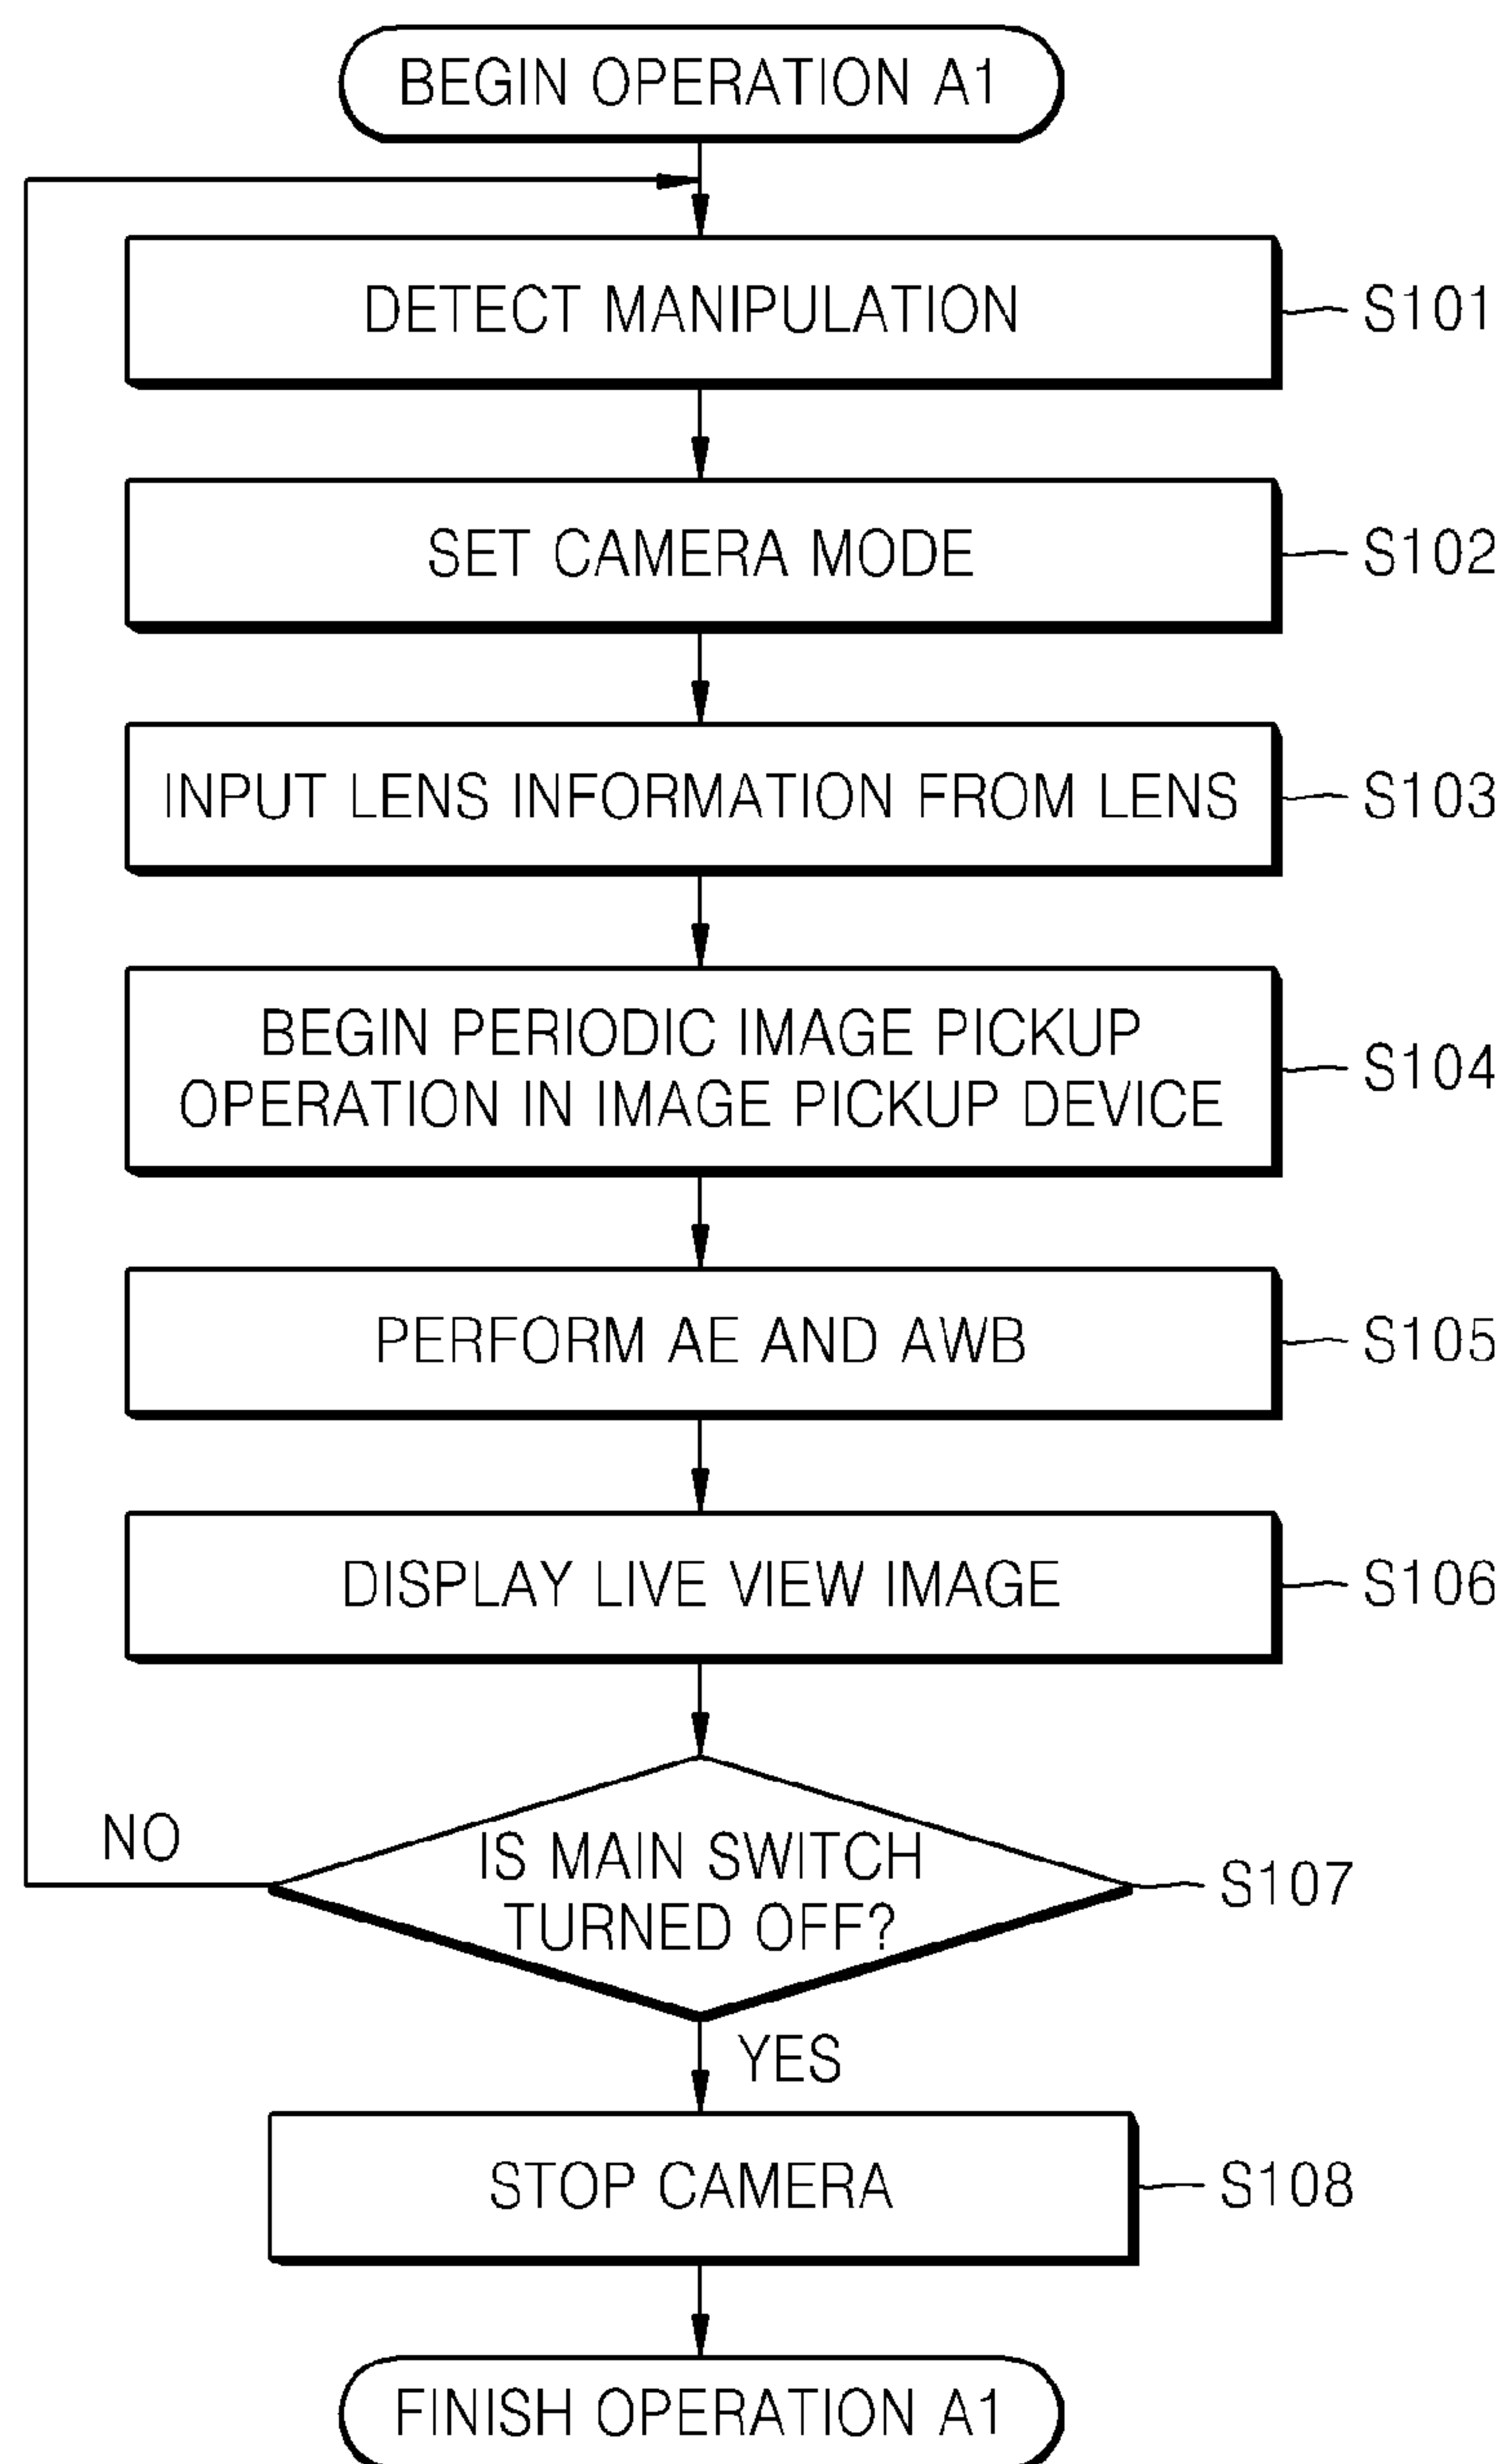 BEGIN OPERATION A1
DETECT MANIPULATION
S101
SET CAMERA MODE
S102
INPUT LENS INFORMATION FROM LENS
S103
BEGIN PERIODIC IMAGE PICKUP
OPERATION IN IMAGE PICKUP DEVICE
S104
PERFORM AE AND AWB
S105
DISPLAY LIVE VIEW IMAGE
S106
NO
IS MAIN SWITCH
TURNED OFF?
S107
YES
STOP CAMERA
S108
FINISH OPERATION A1